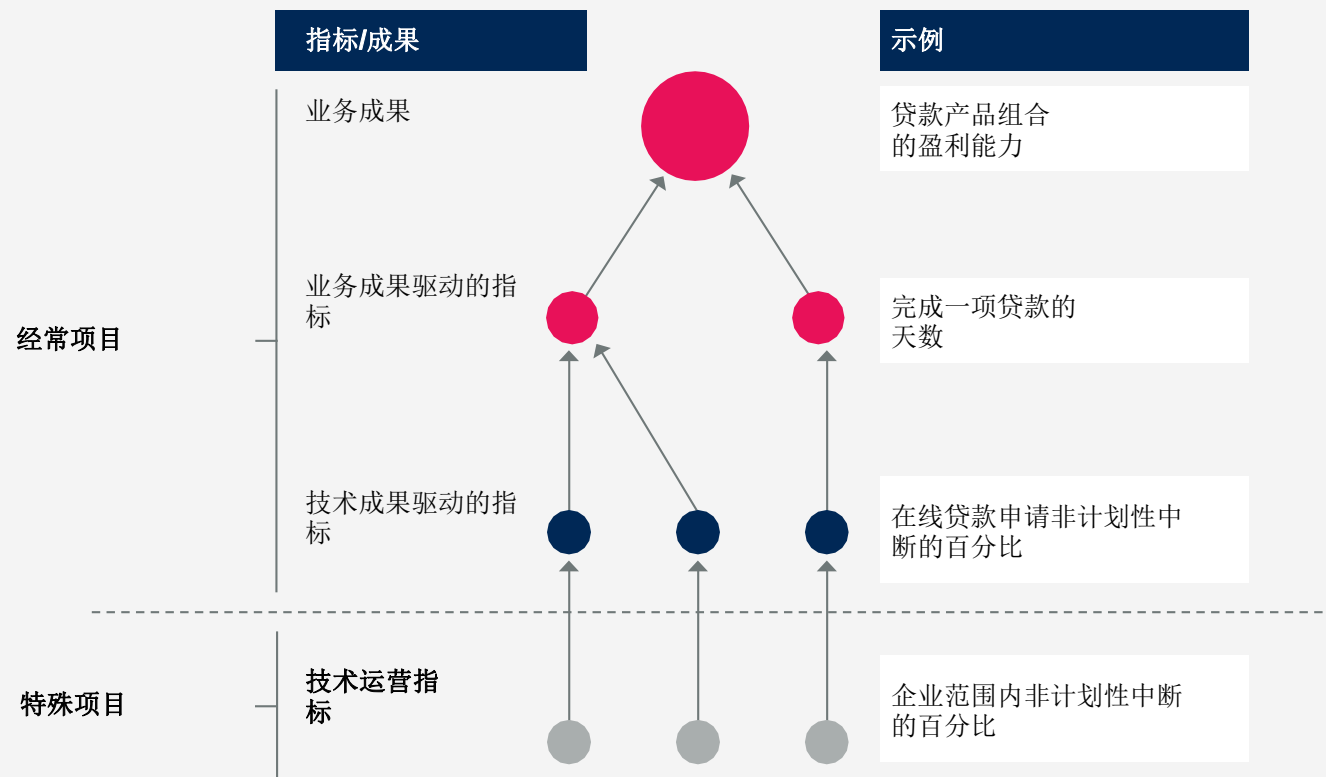 指标/成果
示例
业务成果
贷款产品组合
的盈利能力
经常项目
业务成果驱动的指
标
完成一项贷款的
天数
技术成果驱动的指
标
在线贷款申请非计划性中
断的百分比
特殊项目
技术运营指
标
企业范围内非计划性中断
的百分比